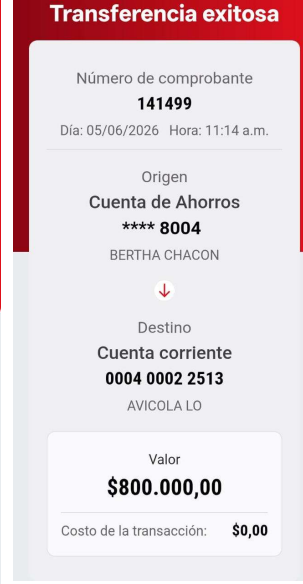 Transferencia exitosa
Número de comprobante
141499
Día: 05/06/2026 Hora: 11:14 a.m.
Origen
Cuenta de Ahorros
**** 8004
BERTHA CHACON
Destino
Cuenta corriente
0004 0002 2513
AVICOLA LO
Valor
$800.000,00
Costo de la transacción: $0,00